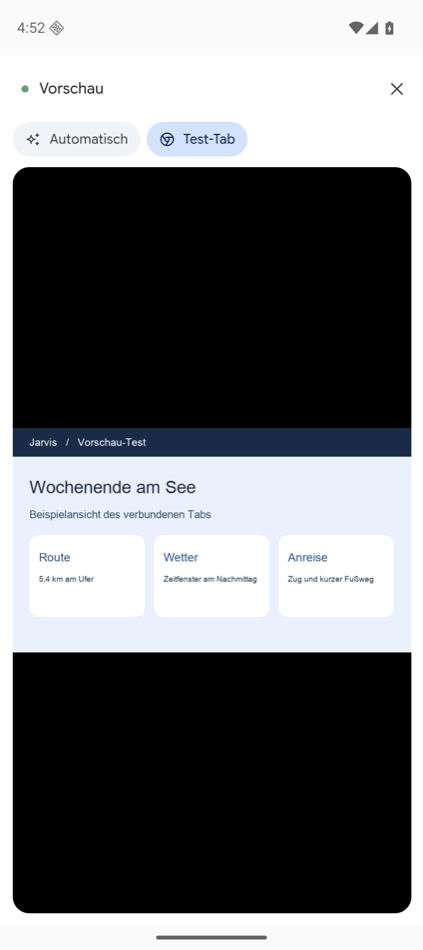 4:52
Vorschau
Automatisch
Test-Tab
Jarvis / Vorschau-Test
Wochenende am See
Beispielansicht des verbundenen Tabs
Route
5,4 km am Ufer
Wetter
Zeitfenster am Nachmittag
Anreise
Zug und kurzer Fußweg